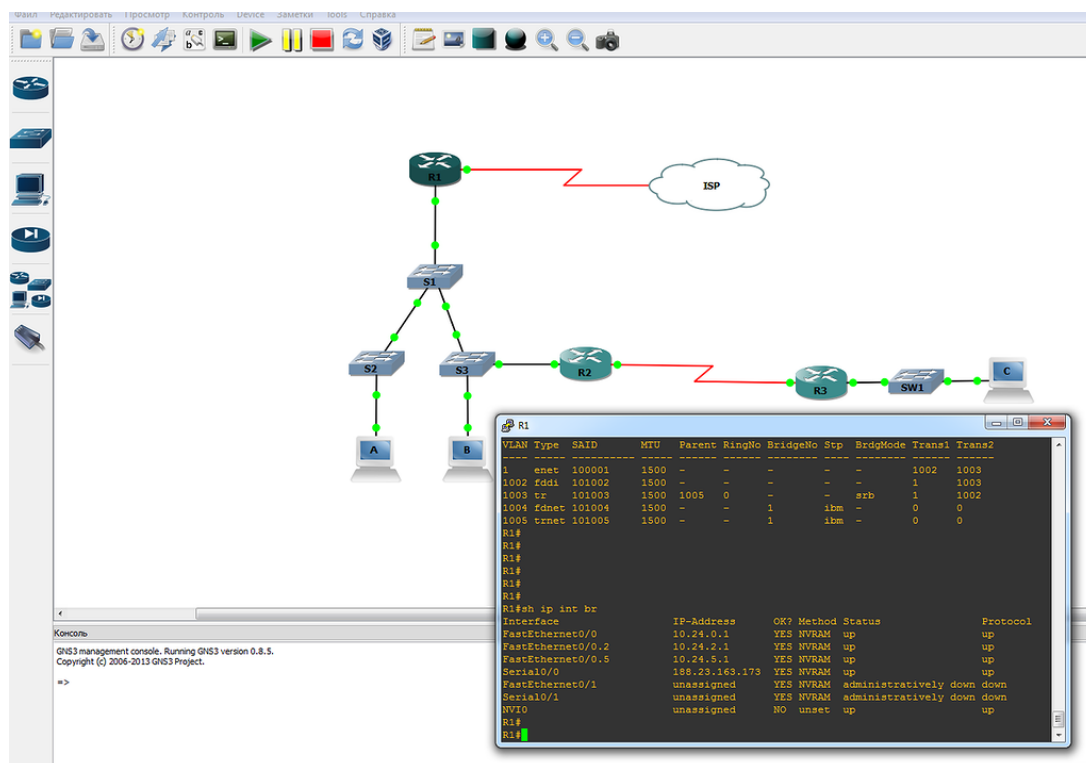 Файл Редактировать Просмотр Контроль Device Заметки Tools Справка
R1
ISP
S1
S2
S3
R2
R3
SW1
C
A
B
R1
VLAN Type SAID MTU Parent RingNo BridgeNo Stp BrdgMode Trans1 Trans2
---- ----- ---------- ----- ------ ------ -------- ---- -------- ------ ------
1 enet 100001 1500 - - - - - 1002 1003
1002 fddi 101002 1500 - - - - - 1 1003
1003 tr 101003 1500 1005 0 - - srb 1 1002
1004 fdnet 101004 1500 - - 1 ibm - 0 0
1005 trnet 101005 1500 - - 1 ibm - 0 0
R1#
R1#
R1#
R1#
R1#
R1#
R1#sh ip int br
Interface IP-Address OK? Method Status Protocol
FastEthernet0/0 10.24.0.1 YES NVRAM up up
FastEthernet0/0.2 10.24.2.1 YES NVRAM up up
FastEthernet0/0.5 10.24.5.1 YES NVRAM up up
Serial0/0 188.23.163.173 YES NVRAM up up
FastEthernet0/1 unassigned YES NVRAM administratively down down
Serial0/1 unassigned YES NVRAM administratively down down
NVI0 unassigned NO unset up up
R1#
R1#
Консоль
GNS3 management console. Running GNS3 version 0.8.5.
Copyright (c) 2006-2013 GNS3 Project.
=>